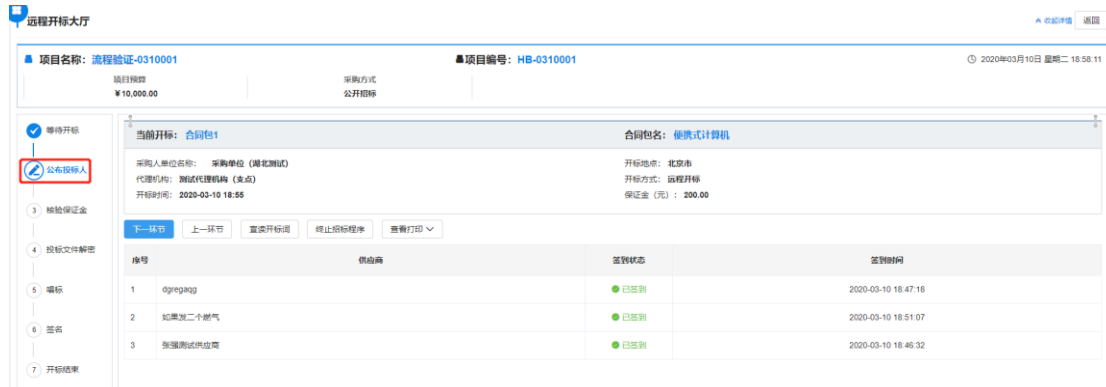 远程开标大厅
收起详情 返回
项目名称: 流程验证-0310001 项目编号: HB-0310001 2020年03月10日 星期二 18:58:11
项目预算 采购方式
¥ 10,000.00 公开招标
等待开标
公布投标人
3 核验保证金
4 投标文件解密
5 唱标
6 签名
7 开标结束
当前开标: 合同包1 合同包名: 便携式计算机
采购人单位名称: 采购单位 (湖北测试) 开标地点: 北京市
代理机构: 测试代理机构 (支点) 开标方式: 远程开标
开标时间: 2020-03-10 18:55 保证金 (元) : 200.00
下一环节 上一环节 宣读开标词 终止招标程序 查看打印
序号 供应商 签到状态 签到时间
1 dgregaqg 已签到 2020-03-10 18:47:18
2 如果发二个燃气 已签到 2020-03-10 18:51:07
3 张强测试供应商 已签到 2020-03-10 18:46:32